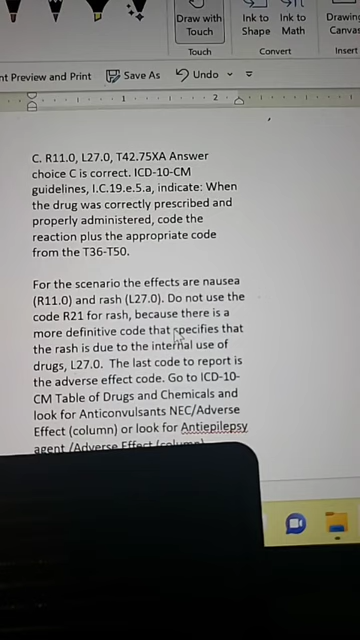 Draw with
Touch
Ink to
Shape
Ink to
Math
Drawing
Canvas
Touch
Convert
Insert
nt Preview and Print
Save As
Undo
1
2
C. R11.0, L27.0, T42.75XA Answer
choice C is correct. ICD-10-CM
guidelines, I.C.19.e.5.a, indicate: When
the drug was correctly prescribed and
properly administered, code the
reaction plus the appropriate code
from the T36-T50.
For the scenario the effects are nausea
(R11.0) and rash (L27.0). Do not use the
code R21 for rash, because there is a
more definitive code that specifies that
the rash is due to the internal use of
drugs, L27.0.  The last code to report is
the adverse effect code. Go to ICD-10-
CM Table of Drugs and Chemicals and
look for Anticonvulsants NEC/Adverse
Effect (column) or look for Antiepilepsy
agent /Adverse Effect (column)